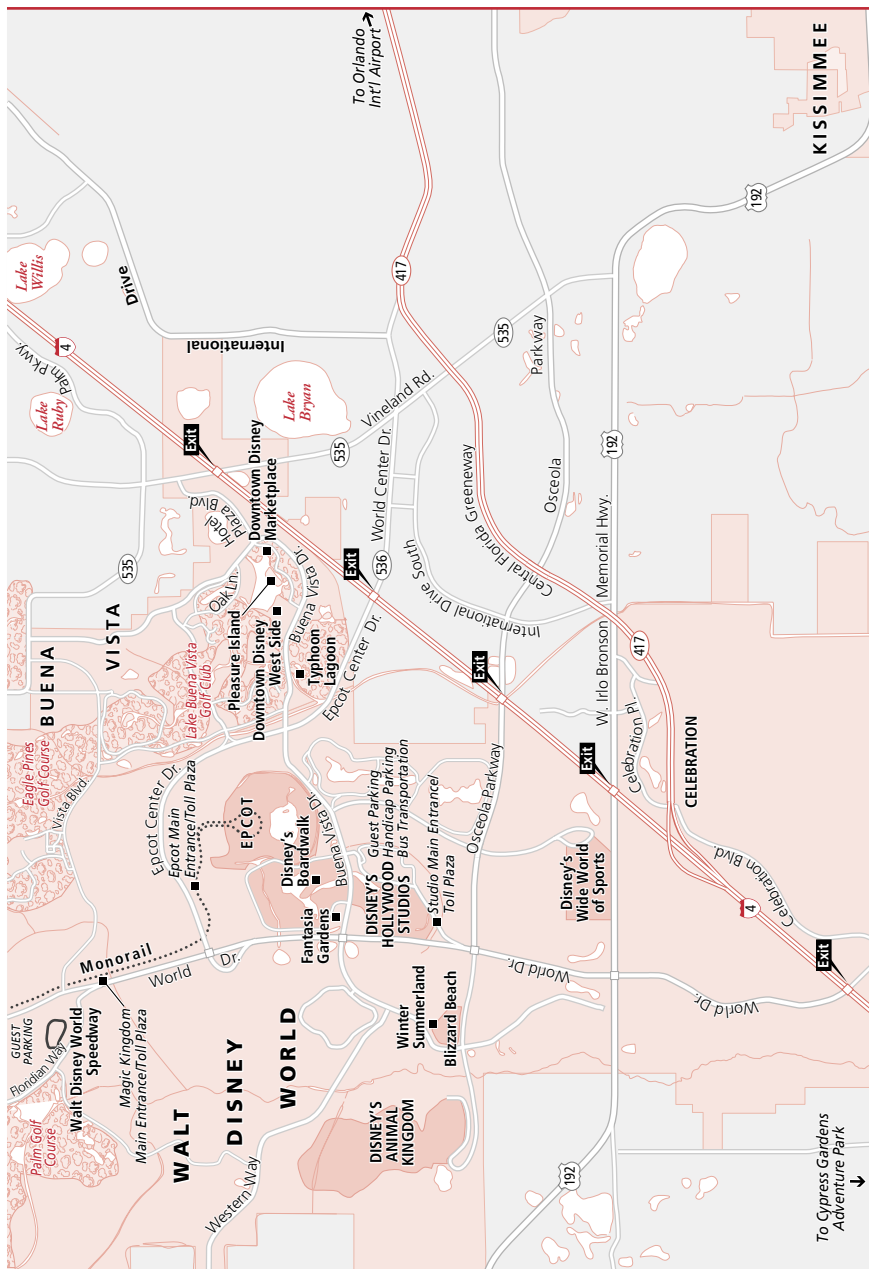 Palm Golf
Course
Floridian Way
GUEST
PARKING
Walt Disney World
Speedway
Magic Kingdom
Main Entrance/Toll Plaza
Monorail
World
Dr.
Eagle Pines
Golf Course
Vista Blvd.
BUENA
VISTA
535
Lake
Ruby
Palm Pkwy.
4
Lake
Willis
WALT
DISNEY
WORLD
Western Way
Epcot Center Dr.
Epcot Main
Entrance/Toll Plaza
EPCOT
Lake Buena Vista
Golf Club
Oak Ln.
Hotel
Plaza Blvd.
Exit
Drive
International
Pleasure Island
Downtown Disney
West Side
Downtown Disney
Marketplace
Typhoon
Lagoon
Buena Vista Dr.
Epcot Center Dr.
Lake
Bryan
Disney's
Boardwalk
Fantasia
Gardens
Buena Vista Dr.
535
Vineland Rd.
Exit
536
World Center Dr.
To Orlando
Int'l Airport
DISNEY'S
ANIMAL
KINGDOM
Winter
Summerland
Blizzard Beach
DISNEY'S
HOLLYWOOD
STUDIOS
Guest Parking
Handicap Parking
Bus Transportation
Studio Main Entrance/
Toll Plaza
International Drive South
417
Central Florida Greeneway
Osceola Parkway
Exit
535
Osceola
Parkway
World Dr.
Disney's
Wide World
of Sports
192
Exit
W. Irlo Bronson
Memorial Hwy.
192
192
World Dr.
Celebration Pl.
417
CELEBRATION
Celebration Blvd.
4
Exit
KISSIMMEE
To Cypress Gardens
Adventure Park